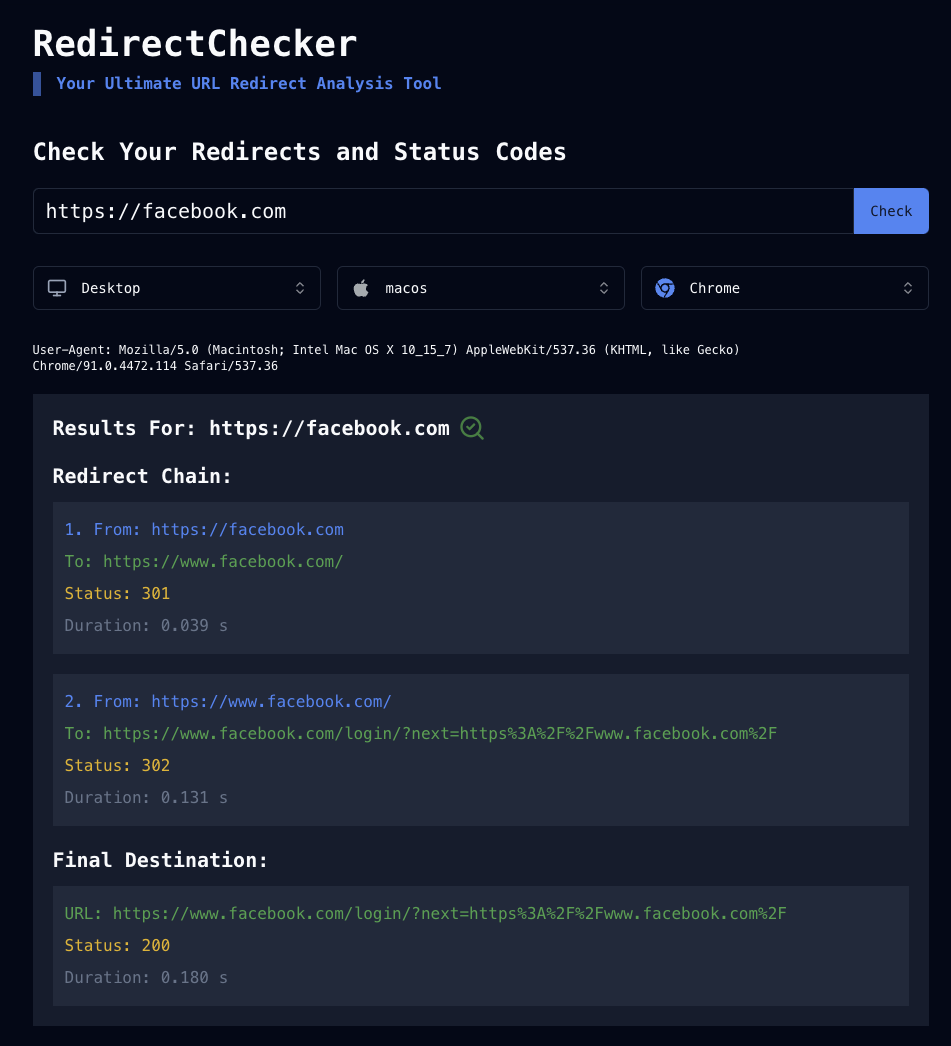 RedirectChecker
Your Ultimate URL Redirect Analysis Tool
Check Your Redirects and Status Codes
https://facebook.com
Check
Desktop
macos
Chrome
User-Agent: Mozilla/5.0 (Macintosh; Intel Mac OS X 10_15_7) AppleWebKit/537.36 (KHTML, like Gecko)
Chrome/91.0.4472.114 Safari/537.36
Results For: https://facebook.com
Redirect Chain:
1. From: https://facebook.com
To: https://www.facebook.com/
Status: 301
Duration: 0.039 s
2. From: https://www.facebook.com/
To: https://www.facebook.com/login/?next=https%3A%2F%2Fwww.facebook.com%2F
Status: 302
Duration: 0.131 s
Final Destination:
URL: https://www.facebook.com/login/?next=https%3A%2F%2Fwww.facebook.com%2F
Status: 200
Duration: 0.180 s